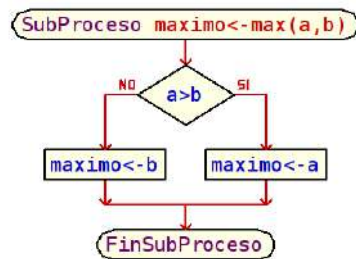 SubProceso maximo<-max(a,b)
NO
SI
a>b
maximo<-b
maximo<-a
FinSubProceso